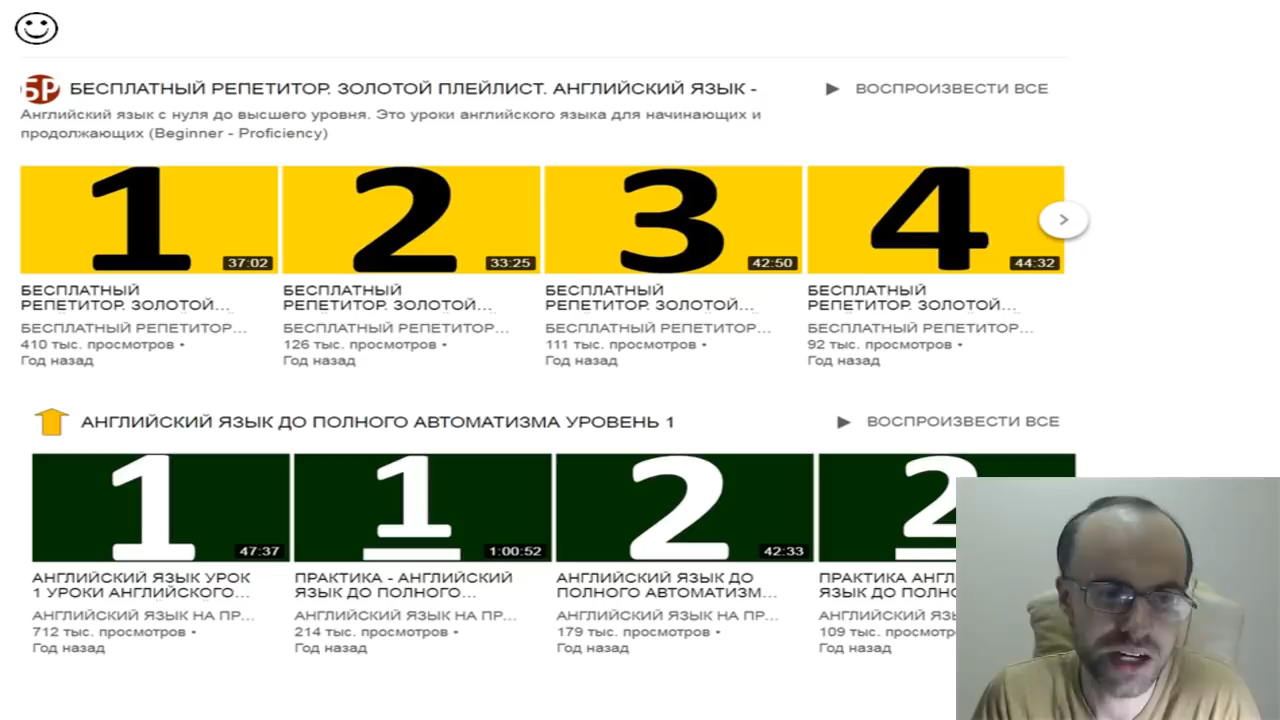 БР БЕСПЛАТНЫЙ РЕПЕТИТОР. ЗОЛОТОЙ ПЛЕЙЛИСТ. АНГЛИЙСКИЙ ЯЗЫК - ▶ ВОСПРОИЗВЕСТИ ВСЕ
Английский язык с нуля до высшего уровня. Это уроки английского языка для начинающих и
продолжающих (Beginner - Proficiency)
1 2 3 4
37:02 33:25 42:50 44:32
БЕСПЛАТНЫЙ БЕСПЛАТНЫЙ БЕСПЛАТНЫЙ БЕСПЛАТНЫЙ
РЕПЕТИТОР. ЗОЛОТОЙ... РЕПЕТИТОР. ЗОЛОТОЙ... РЕПЕТИТОР. ЗОЛОТОЙ... РЕПЕТИТОР. ЗОЛОТОЙ...
БЕСПЛАТНЫЙ РЕПЕТИТОР... БЕСПЛАТНЫЙ РЕПЕТИТОР... БЕСПЛАТНЫЙ РЕПЕТИТОР... БЕСПЛАТНЫЙ РЕПЕТИТОР...
410 тыс. просмотров • 126 тыс. просмотров • 111 тыс. просмотров • 92 тыс. просмотров •
Год назад Год назад Год назад Год назад
АНГЛИЙСКИЙ ЯЗЫК ДО ПОЛНОГО АВТОМАТИЗМА УРОВЕНЬ 1 ▶ ВОСПРОИЗВЕСТИ ВСЕ
1 1 2 2
47:37 1:00:52 42:33
АНГЛИЙСКИЙ ЯЗЫК УРОК ПРАКТИКА - АНГЛИЙСКИЙ АНГЛИЙСКИЙ ЯЗЫК ДО ПРАКТИКА АНГЛ
1 УРОКИ АНГЛИЙСКОГО... ЯЗЫК ДО ПОЛНОГО... ПОЛНОГО АВТОМАТИЗМ... ЯЗЫК ДО ПОЛНО
АНГЛИЙСКИЙ ЯЗЫК НА ПР... АНГЛИЙСКИЙ ЯЗЫК НА ПР... АНГЛИЙСКИЙ ЯЗЫК НА ПР... АНГЛИЙСКИЙ Я
712 тыс. просмотров • 214 тыс. просмотров • 179 тыс. просмотров • 109 тыс. просмотр
Год назад Год назад Год назад Год назад